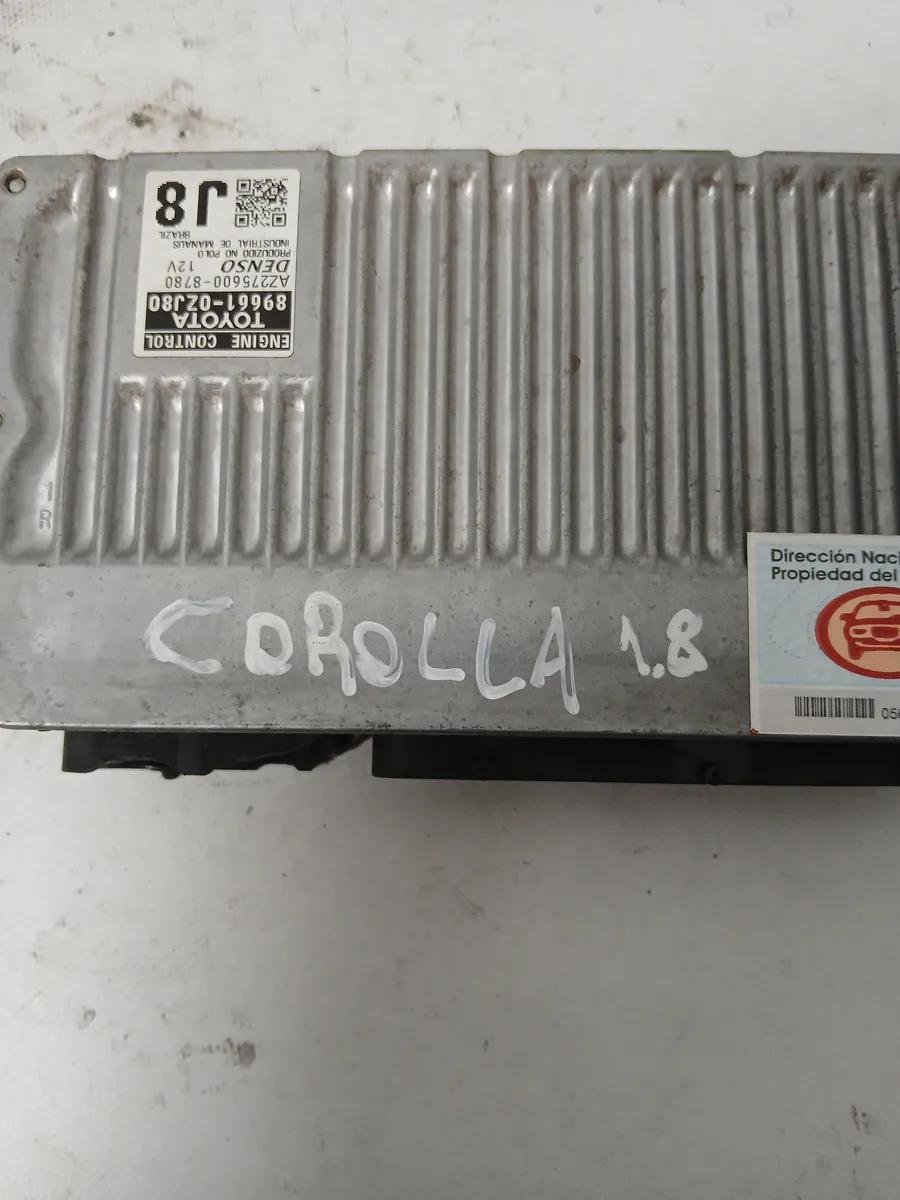 ENGINE CONTROL
TOYOTA
89661-0ZJ80
AZ275600-8780
DENSO 12V
PRODUZIDO NO POLO
INDUSTRIAL DE MANAUS
BRAZIL
J8
1
R
COROLLA 1.8
Dirección Naci
Propiedad del
056